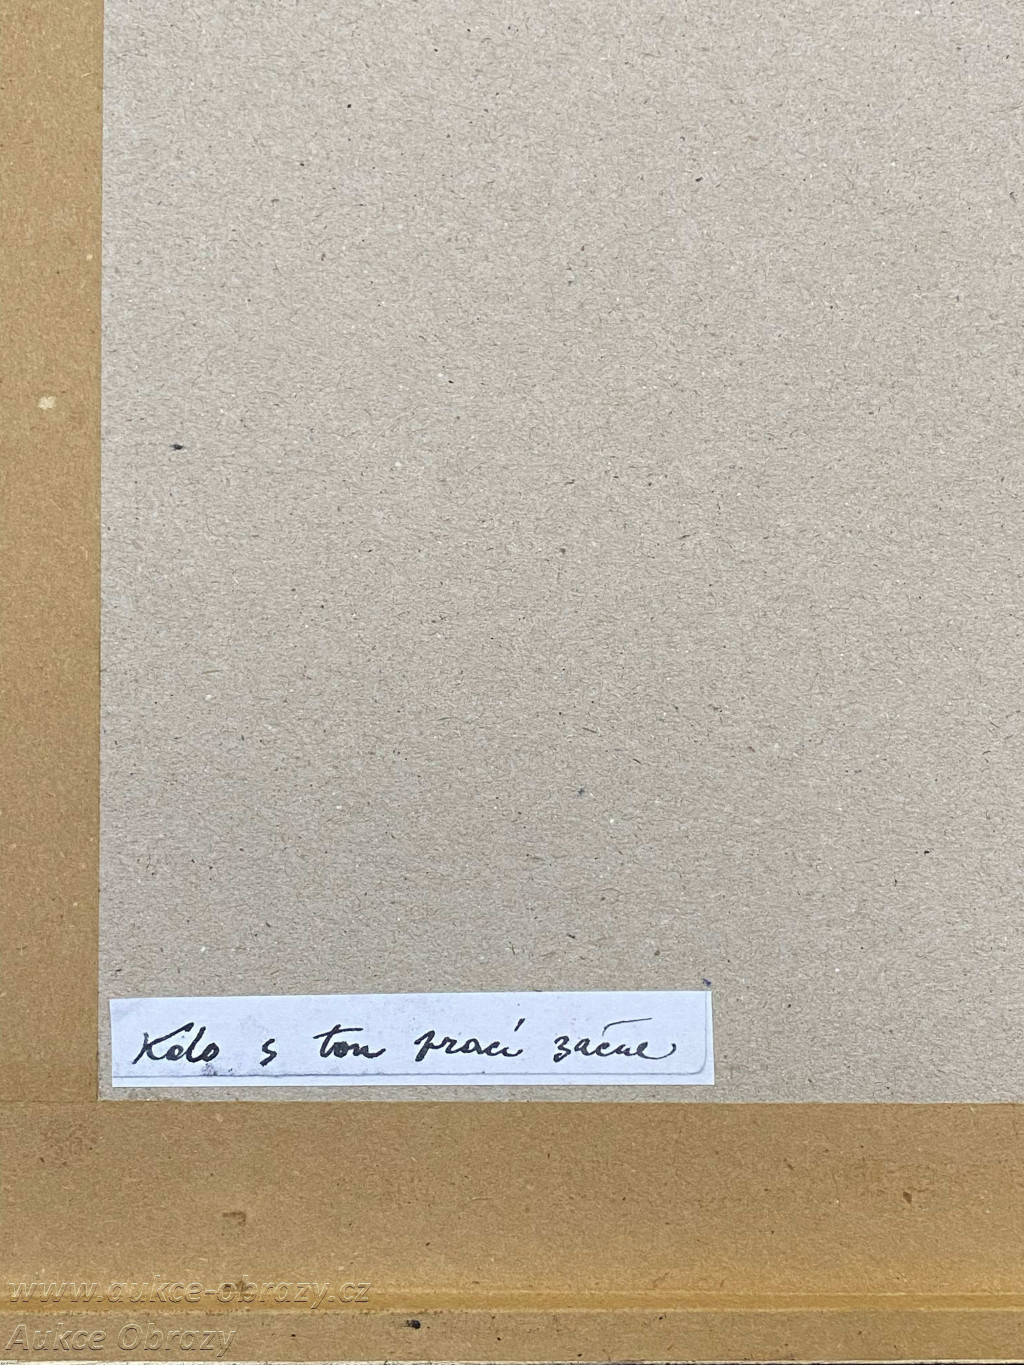 Kdo s tou prací začne
www.aukce-obrazy.cz
Aukce Obrazy